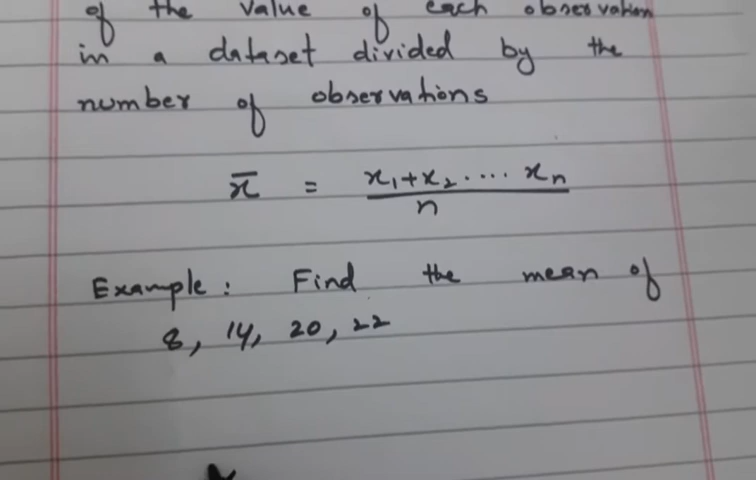 of the value of each observation
in a dataset divided by the
number of observations
x̄ = x₁+x₂.... xₙ / n
Example: Find the mean of
8, 14, 20, 22